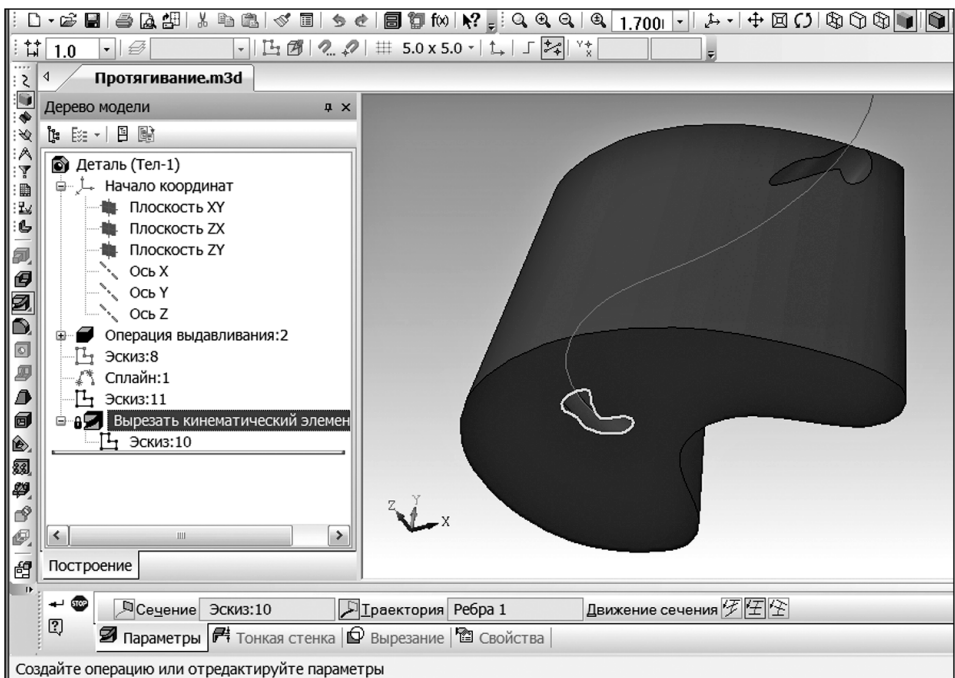 f(x) 1.700
1.0 5.0 x 5.0
Протягивание.m3d
Дерево модели
Деталь (Тел-1)
Начало координат
Плоскость XY
Плоскость ZX
Плоскость ZY
Ось X
Ось Y
Ось Z
Операция выдавливания:2
Эскиз:8
Сплайн:1
Эскиз:11
Вырезать кинематический элемен
Эскиз:10
Z Y X
Построение
STOP Сечение Эскиз:10 Траектория Ребра 1 Движение сечения
Параметры Тонкая стенка Вырезание Свойства
Создайте операцию или отредактируйте параметры